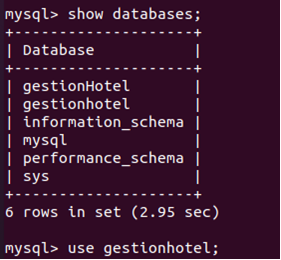 mysql> show databases;
+--------------------+
| Database           |
+--------------------+
| gestionHotel       |
| gestionhotel       |
| information_schema |
| mysql              |
| performance_schema |
| sys                |
+--------------------+
6 rows in set (2.95 sec)
mysql> use gestionhotel;